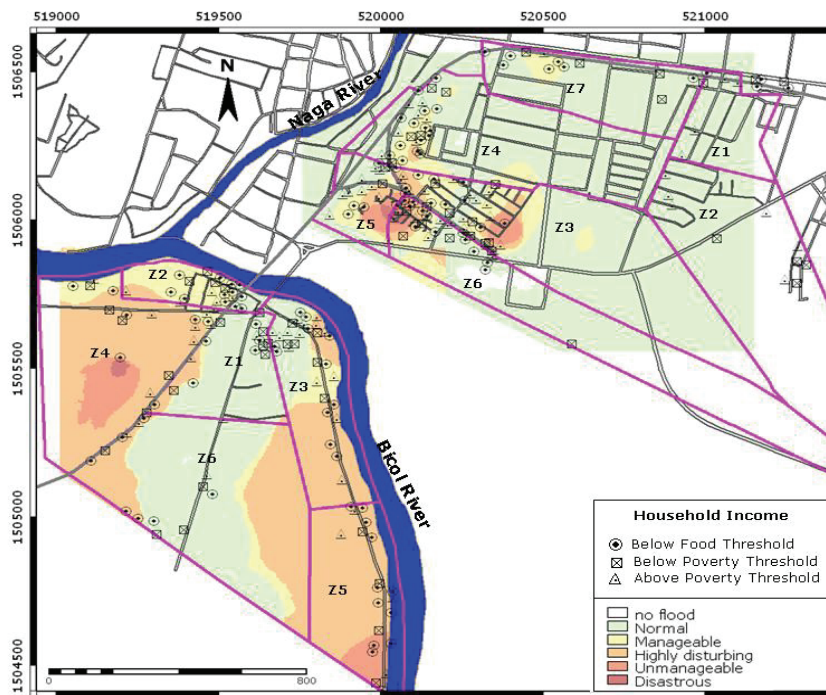 519000 519500 520000 520500 521000
1506500
1506000
1505500
1505000
1504500
N
Naga River
Z7
Z4
Z1
Z2
Z5
Z3
Z6
Z2
Z4
Z1
Z3
Z6
Z5
Bicol River
0 800
Household Income
Below Food Threshold
Below Poverty Threshold
Above Poverty Threshold
no flood
Normal
Manageable
Highly disturbing
Unmanageable
Disastrous